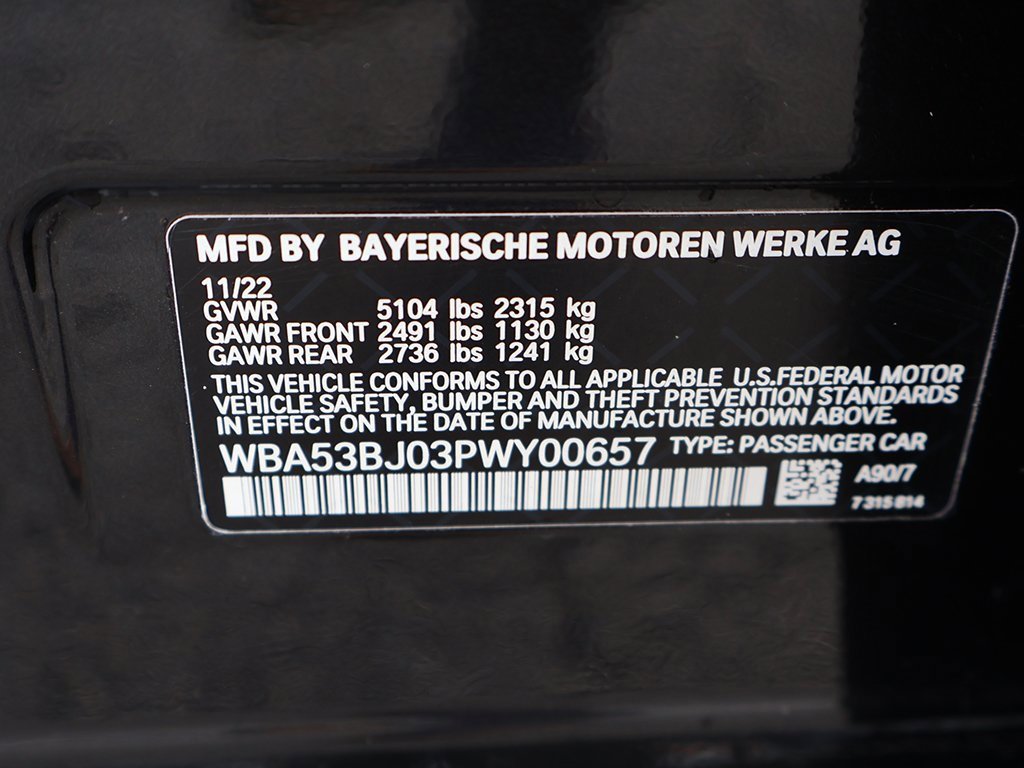 MFD BY BAYERISCHE MOTOREN WERKE AG
11/22
GVWR 5104 lbs 2315 kg
GAWR FRONT 2491 lbs 1130 kg
GAWR REAR 2736 lbs 1241 kg
THIS VEHICLE CONFORMS TO ALL APPLICABLE U.S.FEDERAL MOTOR
VEHICLE SAFETY, BUMPER AND THEFT PREVENTION STANDARDS
IN EFFECT ON THE DATE OF MANUFACTURE SHOWN ABOVE.
WBA53BJ03PWY00657 TYPE: PASSENGER CAR
A90/7
7 315 814